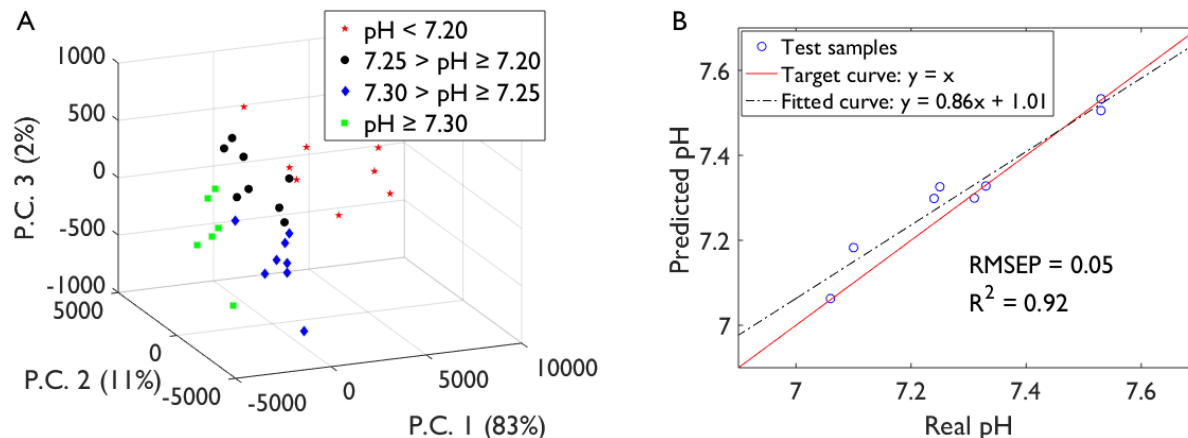 A
pH < 7.20
7.25 > pH ≥ 7.20
7.30 > pH ≥ 7.25
pH ≥ 7.30
1000
500
0
-500
-1000
P.C. 3 (2%)
5000
0
-5000
P.C. 2 (11%)
-5000
0
5000
10000
P.C. 1 (83%)
B
Test samples
Target curve: y = x
Fitted curve: y = 0.86x + 1.01
7.6
7.4
7.2
7
Predicted pH
RMSEP = 0.05
R² = 0.92
7
7.2
7.4
7.6
Real pH